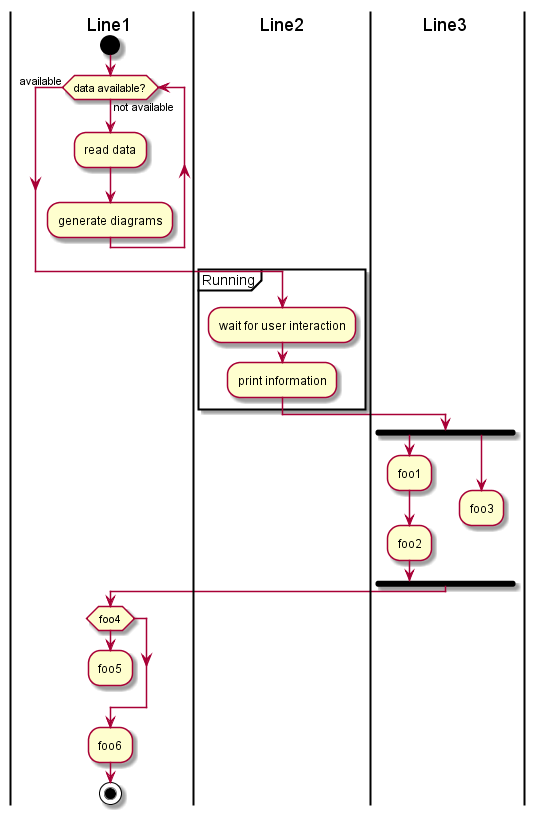 Line1
Line2
Line3
available
data available?
not available
read data
generate diagrams
Running
wait for user interaction
print information
foo1
foo3
foo2
foo4
foo5
foo6